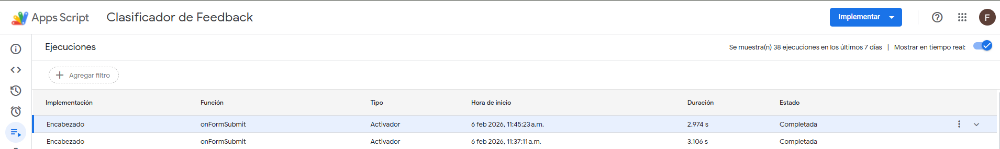 Apps Script Clasificador de Feedback Implementar F
Ejecuciones Se muestra(n) 38 ejecuciones en los últimos 7 días | Mostrar en tiempo real:
Agregar filtro
Implementación Función Tipo Hora de inicio Duración Estado
Encabezado onFormSubmit Activador 6 feb 2026, 11:45:23 a.m. 2.974 s Completada
Encabezado onFormSubmit Activador 6 feb 2026, 11:37:11 a.m. 3.106 s Completada